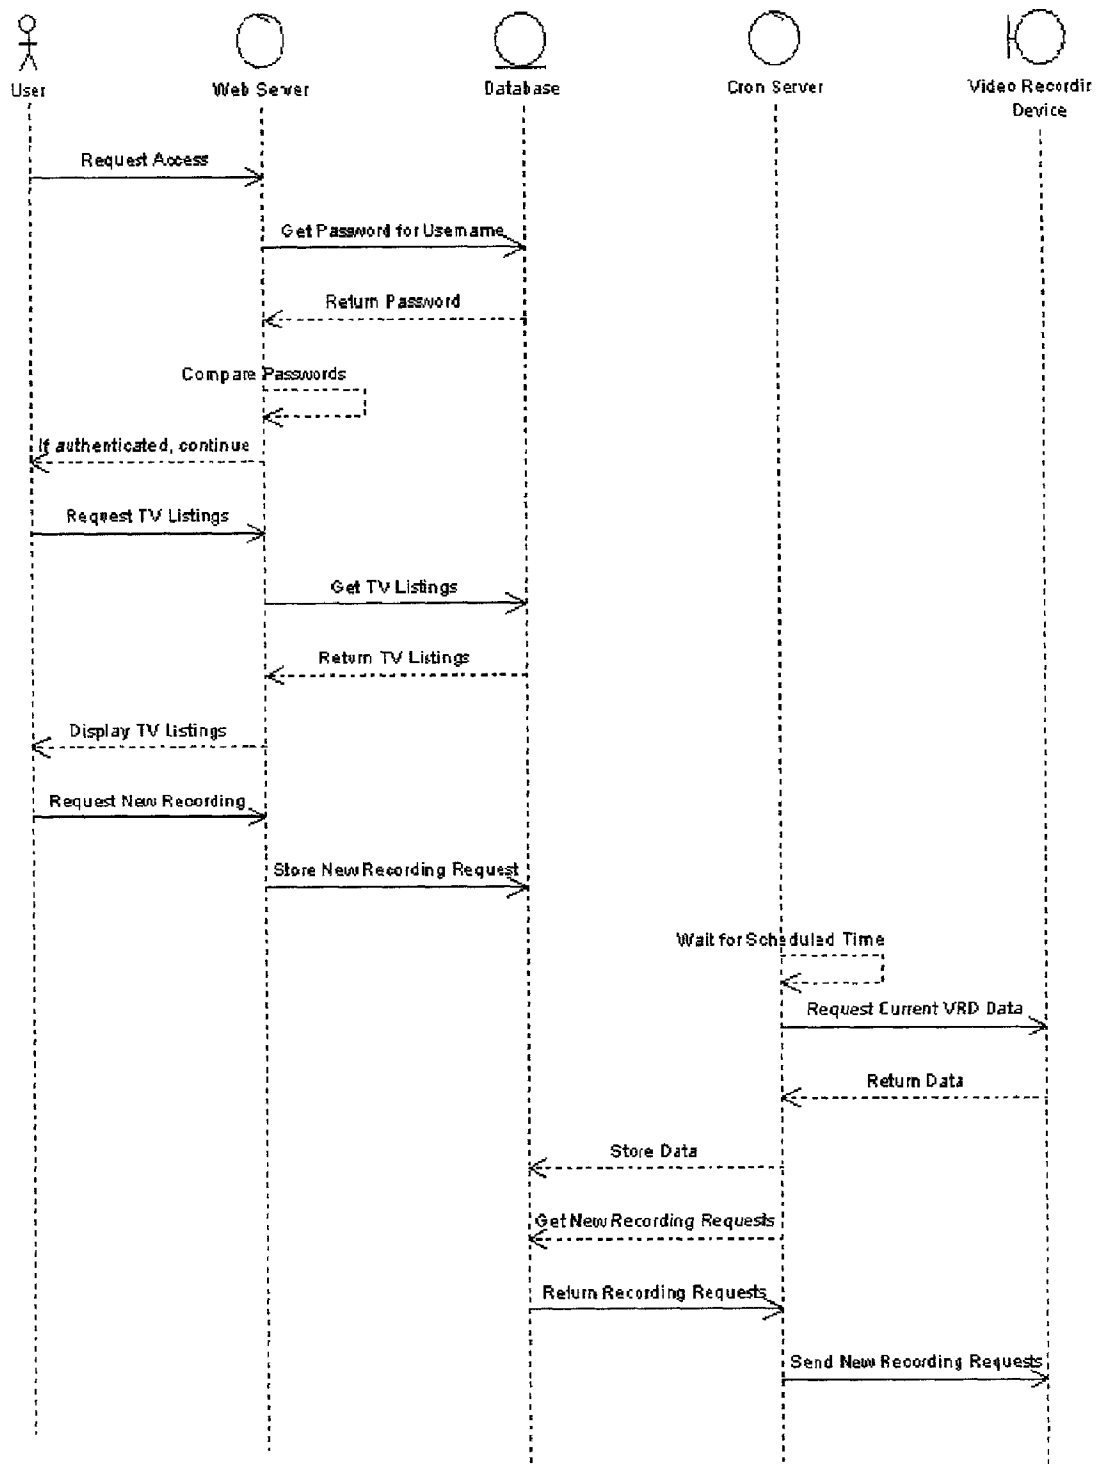 User
Web Server
Database
Cron Server
Video Recordin
Device
Request Access
Get Password for Username
Return Password
Compare Passwords
If authenticated, continue
Request TV Listings
Get TV Listings
Return TV Listings
Display TV Listings
Request New Recording
Store New Recording Request
Wait for Scheduled Time
Request Current VRD Data
Return Data
Store Data
Get New Recording Requests
Return Recording Requests
Send New Recording Requests